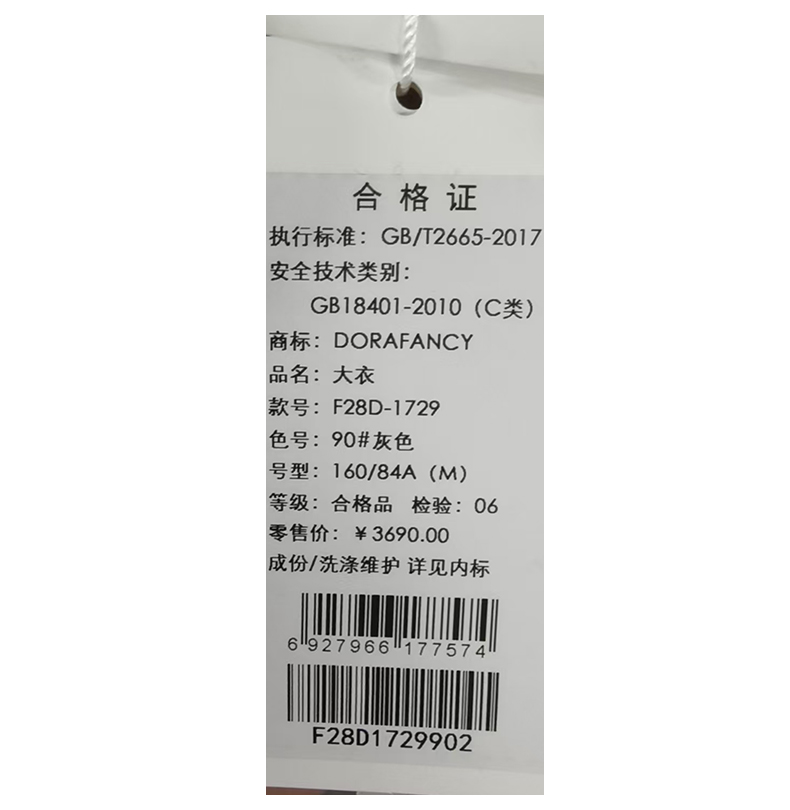 合格证
执行标准：GB/T2665-2017
安全技术类别：
GB18401-2010（C类）
商标：DORAFANCY
品名：大衣
款号：F28D-1729
色号：90#灰色
号型：160/84A（M）
等级：合格品 检验：06
零售价：￥3690.00
成份/洗涤维护 详见内标
6 927966 177574
F28D1729902